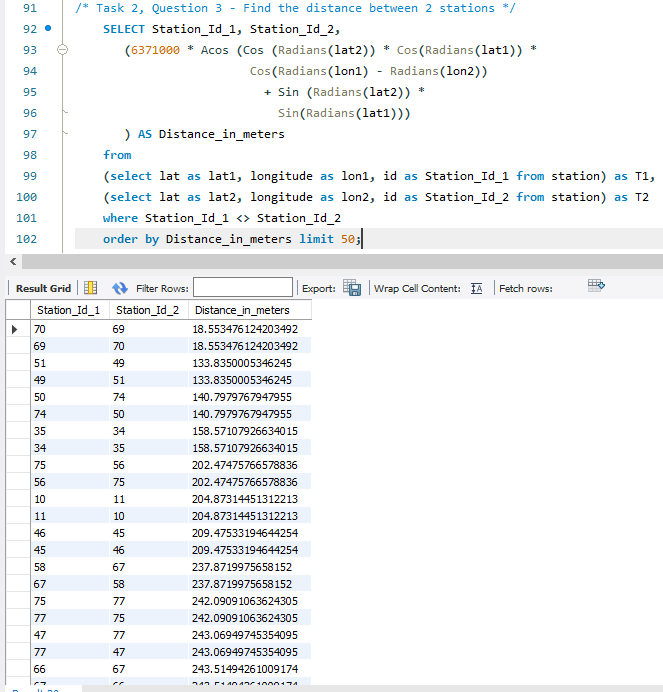 91 /* Task 2, Question 3 - Find the distance between 2 stations */
92 SELECT Station_Id_1, Station_Id_2,
93 (6371000 * Acos (Cos (Radians(lat2)) * Cos(Radians(lat1)) *
94 Cos(Radians(lon1) - Radians(lon2))
95 + Sin (Radians(lat2)) *
96 Sin(Radians(lat1)))
97 ) AS Distance_in_meters
98 from
99 (select lat as lat1, longitude as lon1, id as Station_Id_1 from station) as T1,
100 (select lat as lat2, longitude as lon2, id as Station_Id_2 from station) as T2
101 where Station_Id_1 <> Station_Id_2
102 order by Distance_in_meters limit 50;
Result Grid Filter Rows: Export: Wrap Cell Content: IA Fetch rows:
Station_Id_1 Station_Id_2 Distance_in_meters
70 69 18.553476124203492
69 70 18.553476124203492
51 49 133.8350005346245
49 51 133.8350005346245
50 74 140.7979767947955
74 50 140.7979767947955
35 34 158.57107926634015
34 35 158.57107926634015
75 56 202.47475766578836
56 75 202.47475766578836
10 11 204.87314451312213
11 10 204.87314451312213
46 45 209.47533194644254
45 46 209.47533194644254
58 67 237.8719975658152
67 58 237.8719975658152
75 77 242.09091063624305
77 75 242.09091063624305
47 77 243.06949745354095
77 47 243.06949745354095
66 67 243.51494261009174
67 66 243.51494261009174